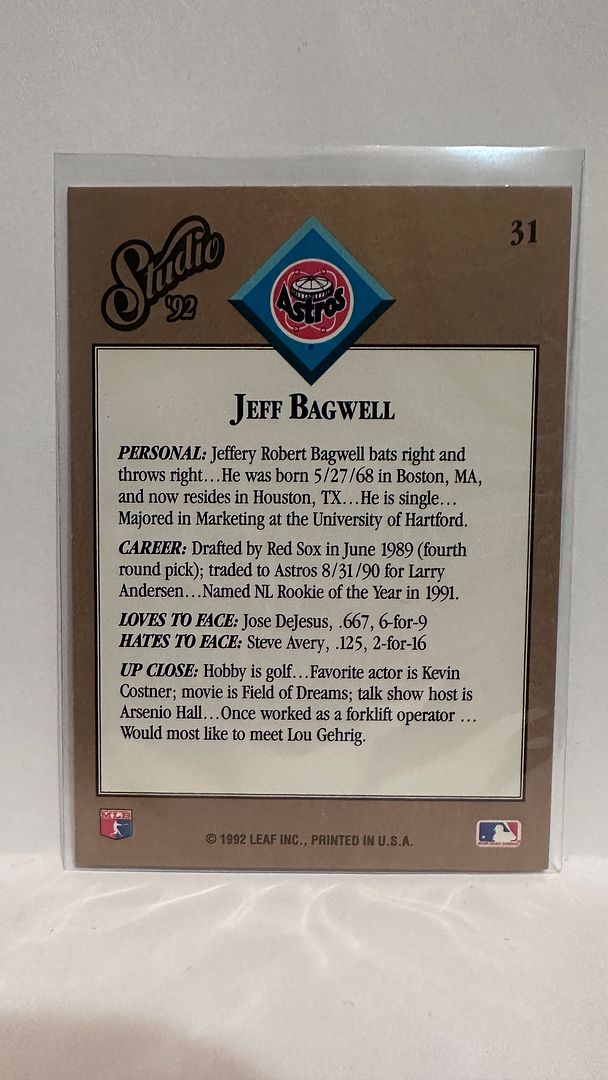 Studio
'92
31
Astros
JEFF BAGWELL
PERSONAL: Jeffery Robert Bagwell bats right and
throws right...He was born 5/27/68 in Boston, MA,
and now resides in Houston, TX...He is single...
Majored in Marketing at the University of Hartford.
CAREER: Drafted by Red Sox in June 1989 (fourth
round pick); traded to Astros 8/31/90 for Larry
Andersen...Named NL Rookie of the Year in 1991.
LOVES TO FACE: Jose DeJesus, .667, 6-for-9
HATES TO FACE: Steve Avery, .125, 2-for-16
UP CLOSE: Hobby is golf...Favorite actor is Kevin
Costner; movie is Field of Dreams; talk show host is
Arsenio Hall...Once worked as a forklift operator ...
Would most like to meet Lou Gehrig.
© 1992 LEAF INC., PRINTED IN U.S.A.